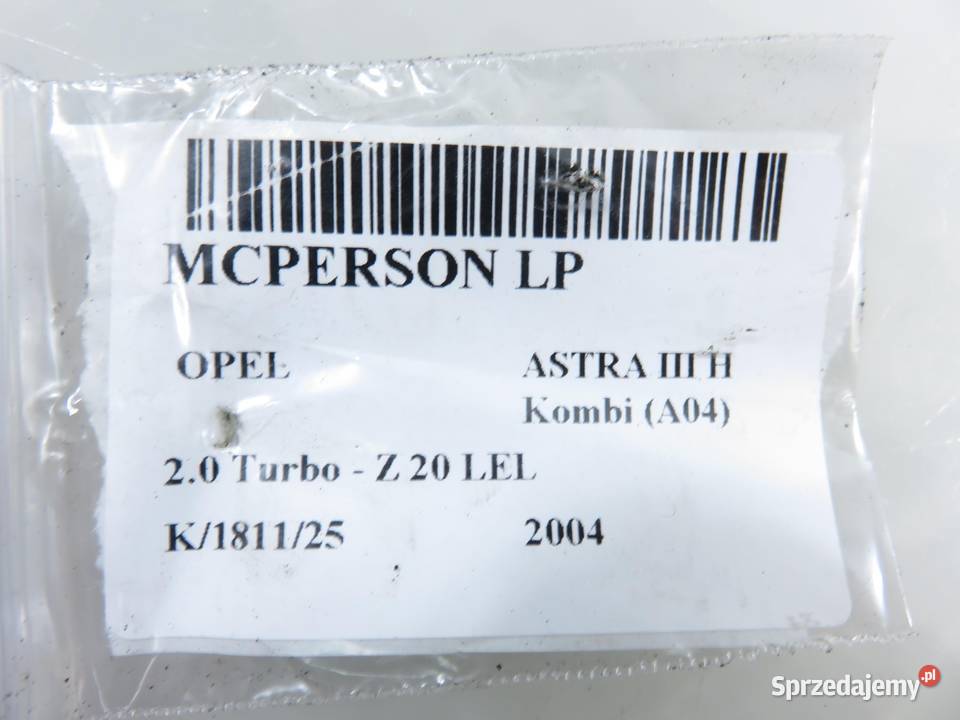 MCPERSON LP
OPEL ASTRA III H
Kombi (A04)
2.0 Turbo - Z 20 LEL
K/1811/25 2004
Sprzedajemy.pl